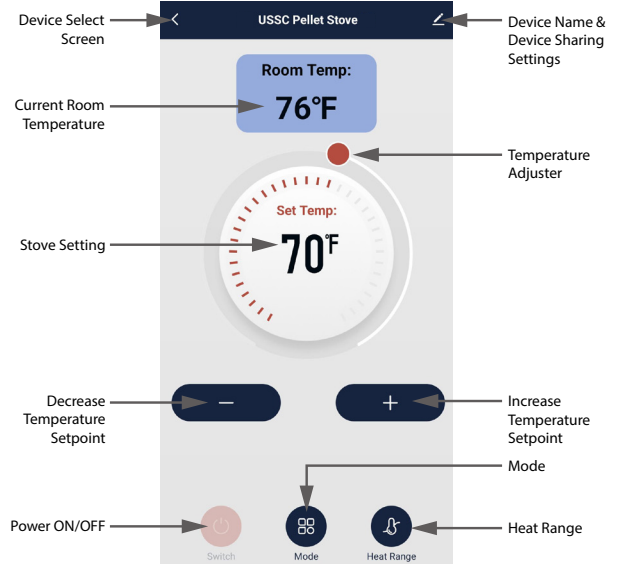 Device Select
Screen
USSC Pellet Stove
Device Name &
Device Sharing
Settings
Room Temp:
76°F
Current Room
Temperature
Temperature
Adjuster
Set Temp:
70°F
Stove Setting
Decrease
Temperature
Setpoint
−
+
Increase
Temperature
Setpoint
Mode
Power ON/OFF
Heat Range
Switch
Mode
Heat Range